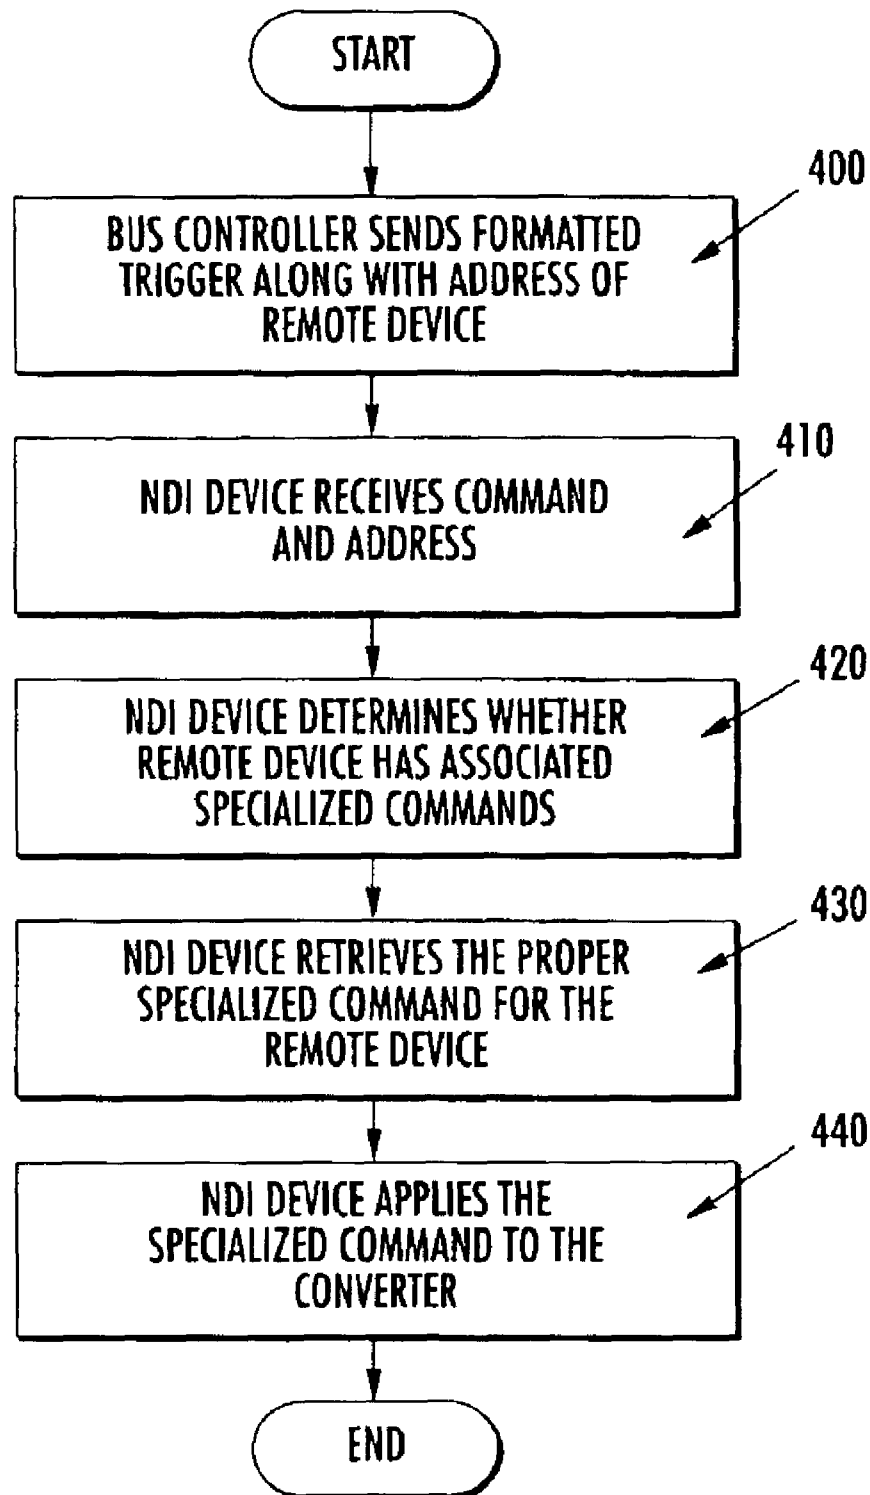 START
400
BUS CONTROLLER SENDS FORMATTED
TRIGGER ALONG WITH ADDRESS OF
REMOTE DEVICE
410
NDI DEVICE RECEIVES COMMAND
AND ADDRESS
420
NDI DEVICE DETERMINES WHETHER
REMOTE DEVICE HAS ASSOCIATED
SPECIALIZED COMMANDS
430
NDI DEVICE RETRIEVES THE PROPER
SPECIALIZED COMMAND FOR THE
REMOTE DEVICE
440
NDI DEVICE APPLIES THE
SPECIALIZED COMMAND TO THE
CONVERTER
END